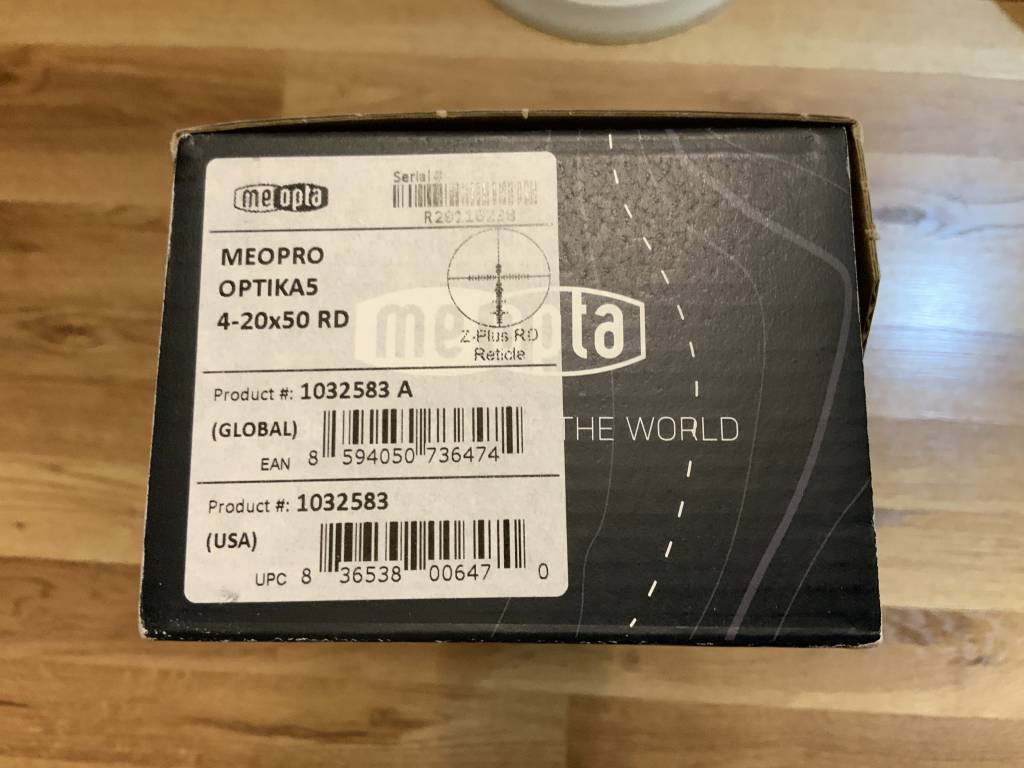 meopta
Serial #
MEOPRO
OPTIKA5
4-20x50 RD
Z-Plus RD
Reticle
meopta
THE WORLD
Product #: 1032583 A
(GLOBAL)
EAN 8 594050 736474
Product #: 1032583
(USA)
UPC 8 36538 00647 0